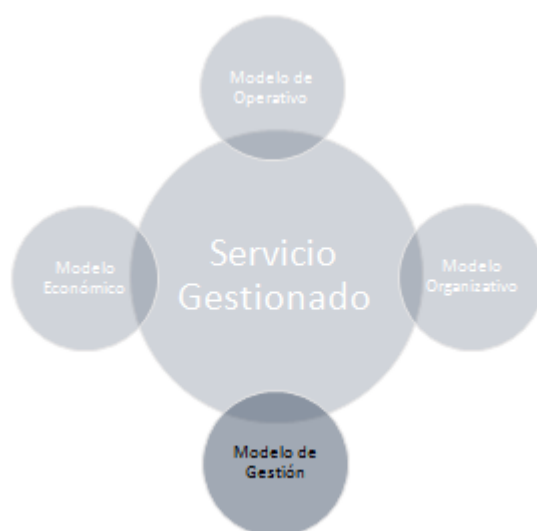 Modelo de
Operativo
Servicio
Gestionado
Modelo
Económico
Modelo
Organizativo
Modelo de
Gestión